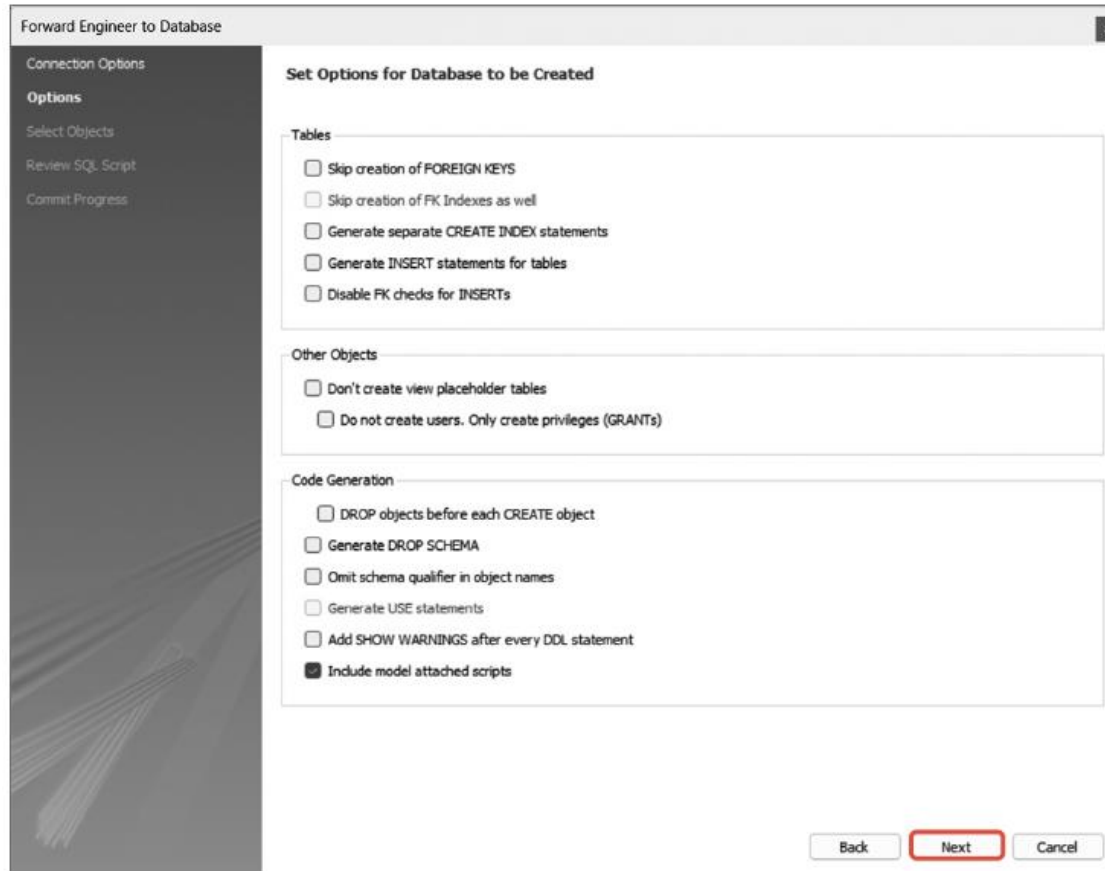 Forward Engineer to Database
Connection Options
Options
Select Objects
Review SQL Script
Commit Progress
Set Options for Database to be Created
Tables
Skip creation of FOREIGN KEYS
Skip creation of FK Indexes as well
Generate separate CREATE INDEX statements
Generate INSERT statements for tables
Disable FK checks for INSERTs
Other Objects
Don't create view placeholder tables
Do not create users. Only create privileges (GRANTs)
Code Generation
DROP objects before each CREATE object
Generate DROP SCHEMA
Omit schema qualifier in object names
Generate USE statements
Add SHOW WARNINGS after every DDL statement
Include model attached scripts
Back Next Cancel